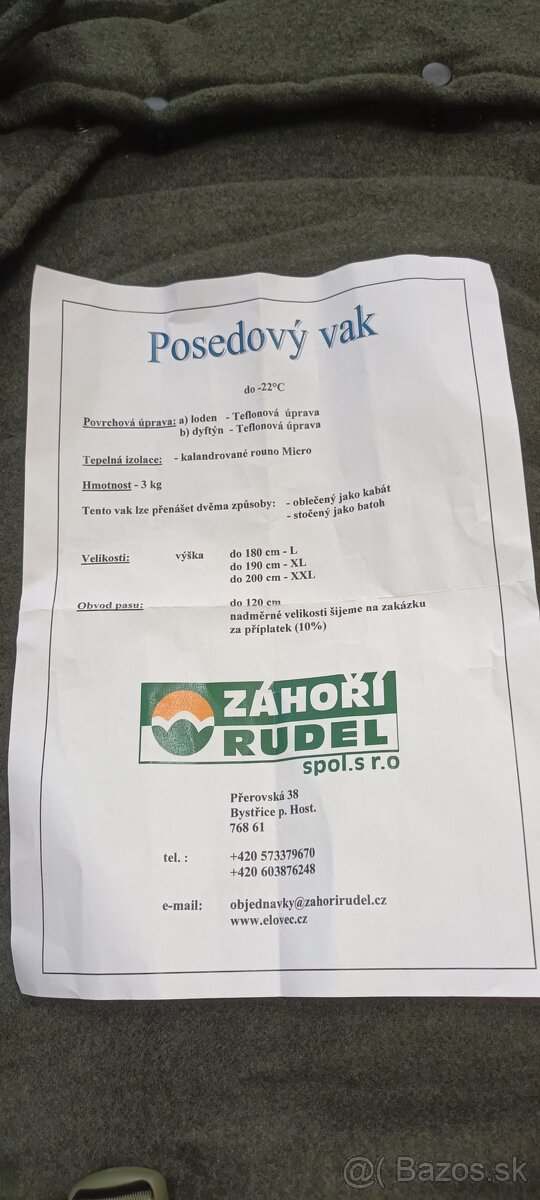 Posedový vak
do -22°C
Povrchová úprava: a) loden - Teflonová úprava
b) dyftýn - Teflonová úprava
Tepelná izolace: - kalandrované rouno Micro
Hmotnost - 3 kg
Tento vak lze přenášet dvěma způsoby: - oblečený jako kabát
- stočený jako batoh
Velikosti: výška do 180 cm - L
do 190 cm - XL
do 200 cm - XXL
Obvod pasu: do 120 cm
nadměrné velikosti šijeme na zakázku
za příplatek (10%)
ZÁHOŘÍ
RUDEL
spol.s r.o
Přerovská 38
Bystřice p. Host.
768 61
tel. : +420 573379670
+420 603876248
e-mail: objednavky@zahorirudel.cz
www.elovec.cz
@ Bazos.sk